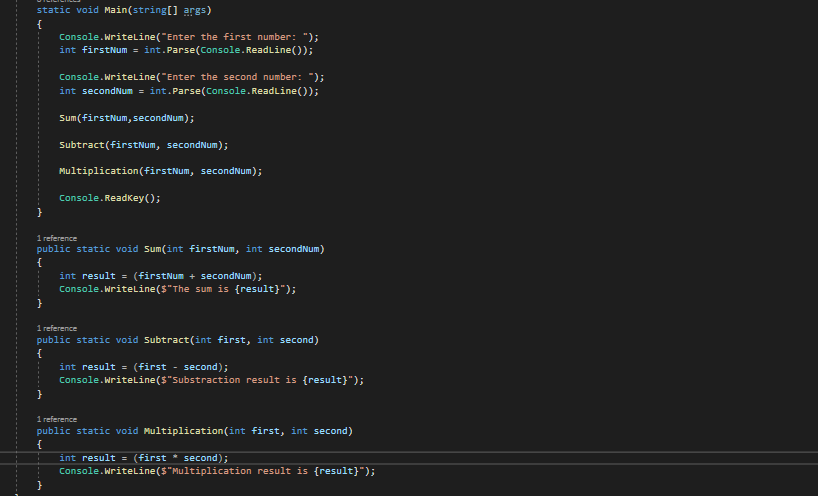 static void Main(string[] args)
{
Console.WriteLine("Enter the first number: ");
int firstNum = int.Parse(Console.ReadLine());
Console.WriteLine("Enter the second number: ");
int secondNum = int.Parse(Console.ReadLine());
Sum(firstNum,secondNum);
Subtract(firstNum, secondNum);
Multiplication(firstNum, secondNum);
Console.ReadKey();
}
1 reference
public static void Sum(int firstNum, int secondNum)
{
int result = (firstNum + secondNum);
Console.WriteLine($"The sum is {result}");
}
1 reference
public static void Subtract(int first, int second)
{
int result = (first - second);
Console.WriteLine($"Substraction result is {result}");
}
1 reference
public static void Multiplication(int first, int second)
{
int result = (first * second);
Console.WriteLine($"Multiplication result is {result}");
}